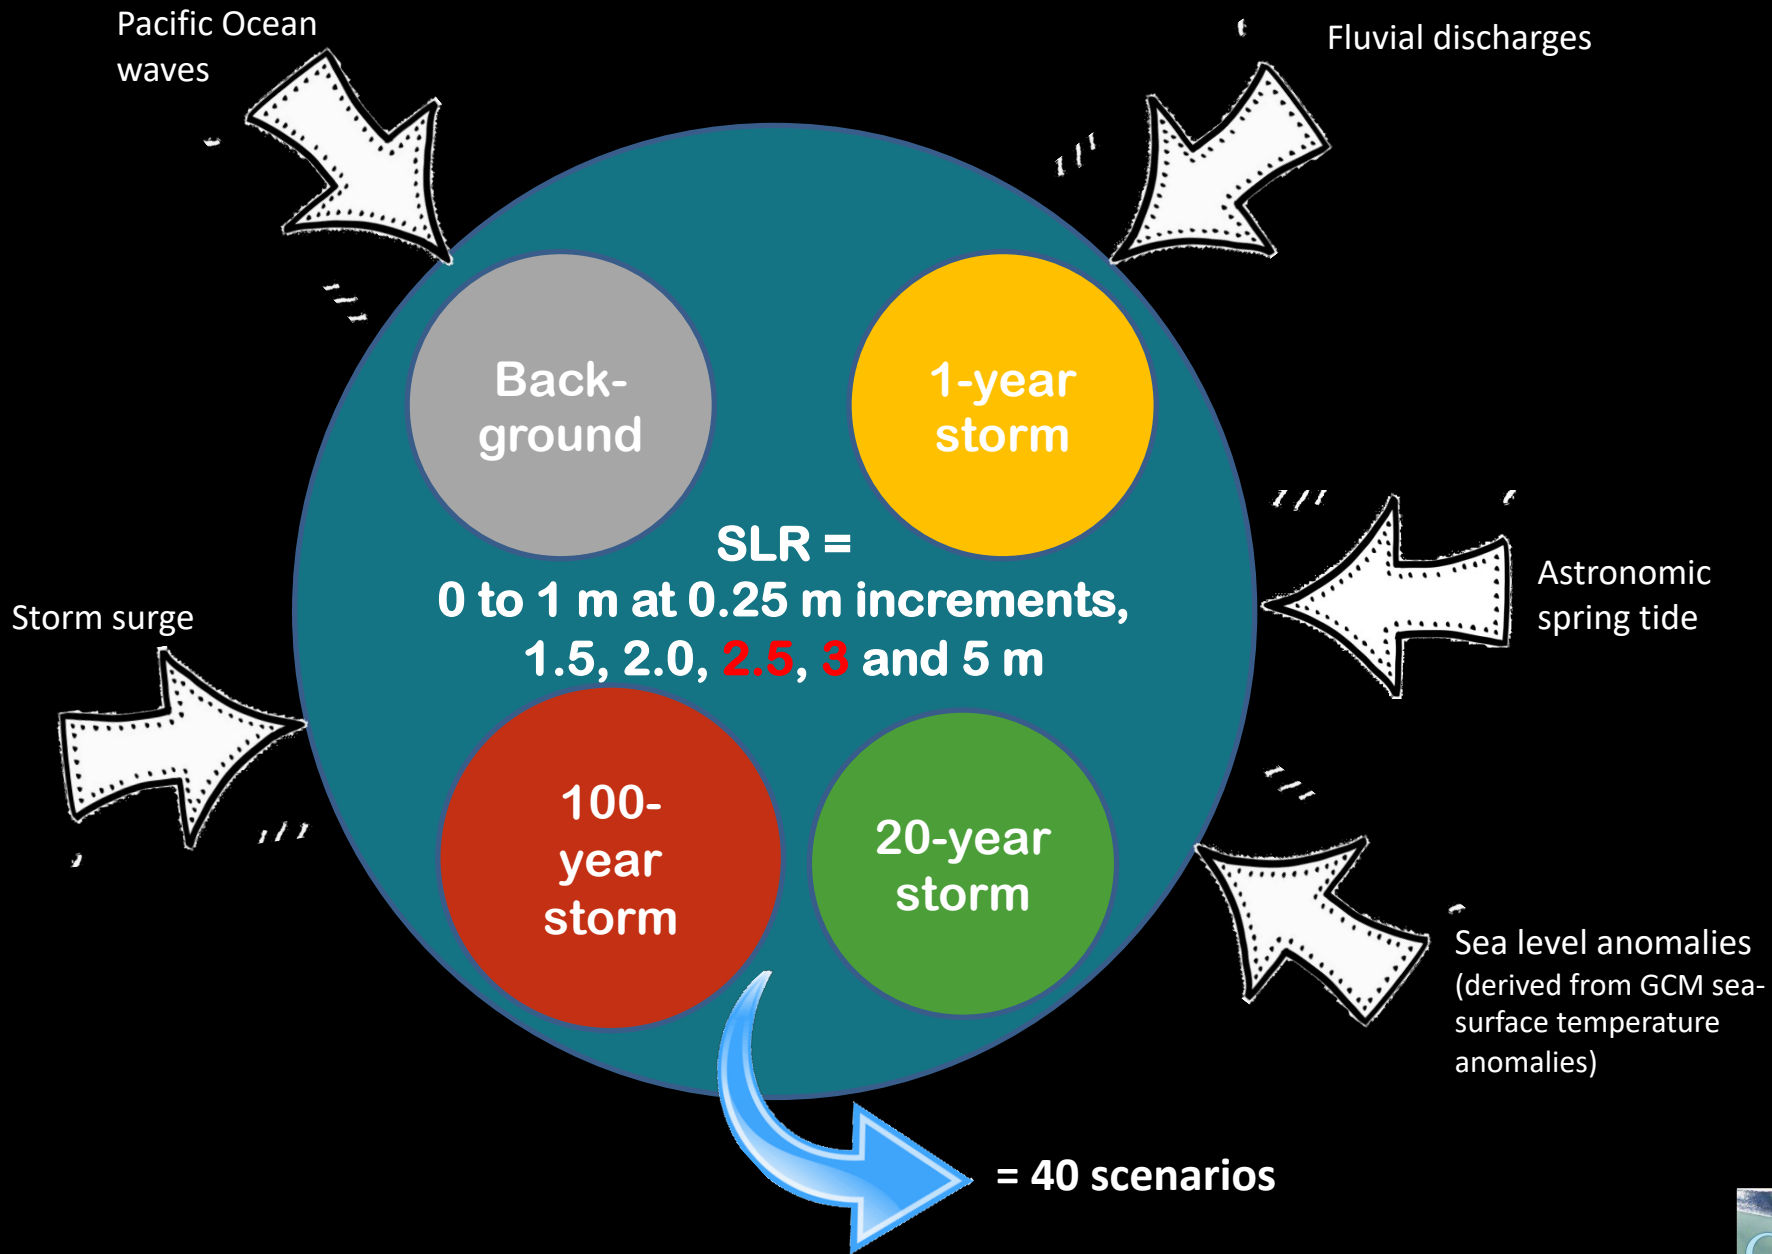 Pacific Ocean
waves
Fluvial discharges
Back-
ground
1-year
storm
SLR =
0 to 1 m at 0.25 m increments,
1.5, 2.0, 2.5, 3 and 5 m
Storm surge
Astronomic
spring tide
100-
year
storm
20-year
storm
Sea level anomalies
(derived from GCM sea-
surface temperature
anomalies)
= 40 scenarios